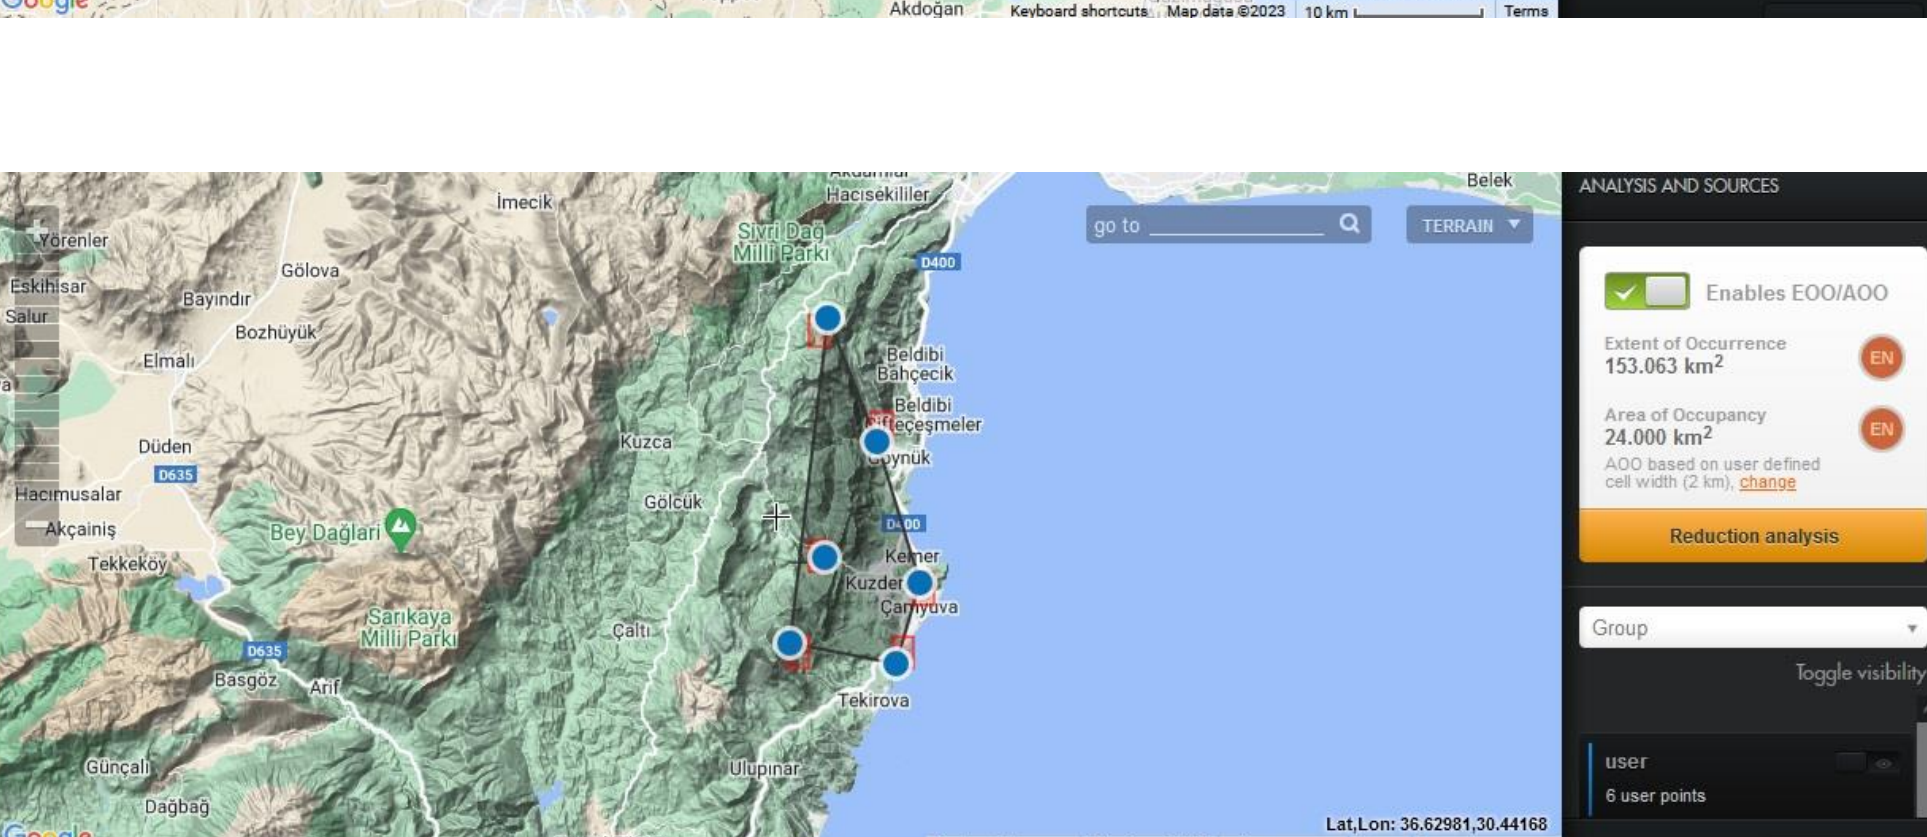 Google
Akdoğan
Keyboard shortcuts
Map data ©2023
10 km
Terms
Hacısekililer
Belek
ANALYSIS AND SOURCES
İmecik
go to
TERRAIN
Yörenler
Sivri Dağ
Milli Parkı
D400
Gölova
Eskihisar
Bayındır
Enables EOO/AOO
Salur
Bozhüyük
Extent of Occurrence
153.063 km²
EN
Elmalı
Beldibi
Bahçecik
Beldibi
Area of Occupancy
24.000 km²
EN
AOO based on user defined
cell width (2 km), change
Düden
Kuzca
D635
Hacımusalar
Gölcük
Akçainiş
Bey Dağlari
D400
Reduction analysis
Tekkeköy
Kemer
Kuzder
Çamyuva
Sarıkaya
Milli Parkı
Çaltı
Group
D635
Basgöz
Arif
Toggle visibility
Tekirova
Günçalı
Ulupınar
user
6 user points
Dağbağ
Lat,Lon: 36.62981,30.44168